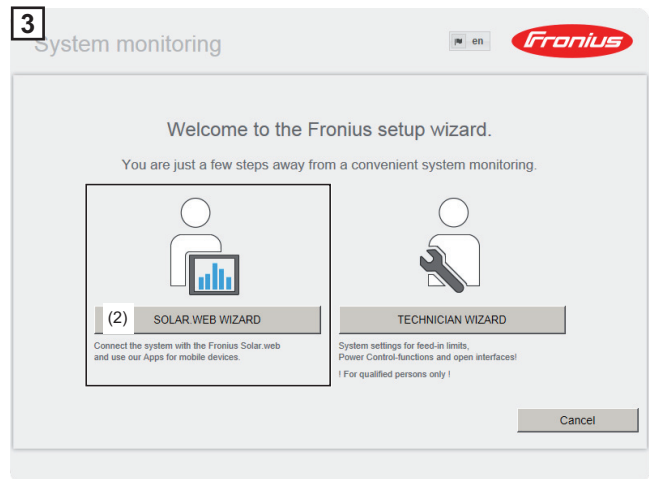 3
System monitoring
en
Fronius
Welcome to the Fronius setup wizard.
You are just a few steps away from a convenient system monitoring.
(2) SOLAR.WEB WIZARD
Connect the system with the Fronius Solar.web
and use our Apps for mobile devices.
TECHNICIAN WIZARD
System settings for feed-in limits,
Power Control-functions and open interfaces!
! For qualified persons only !
Cancel